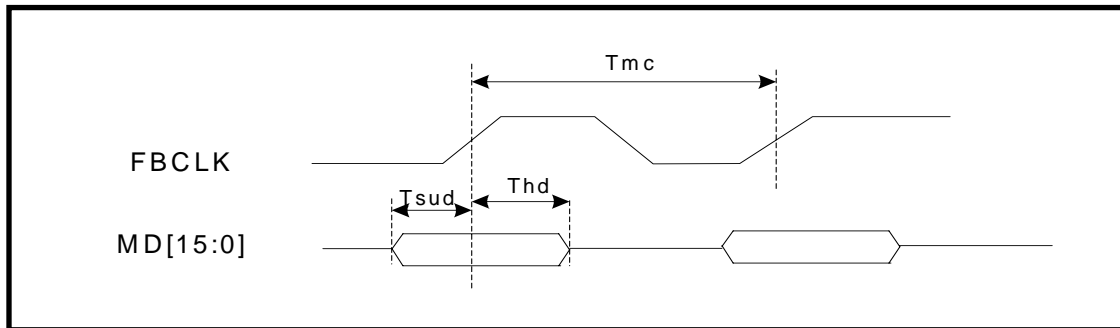 Tmc
FBCLK
Tsud
Thd
MD[15:0]